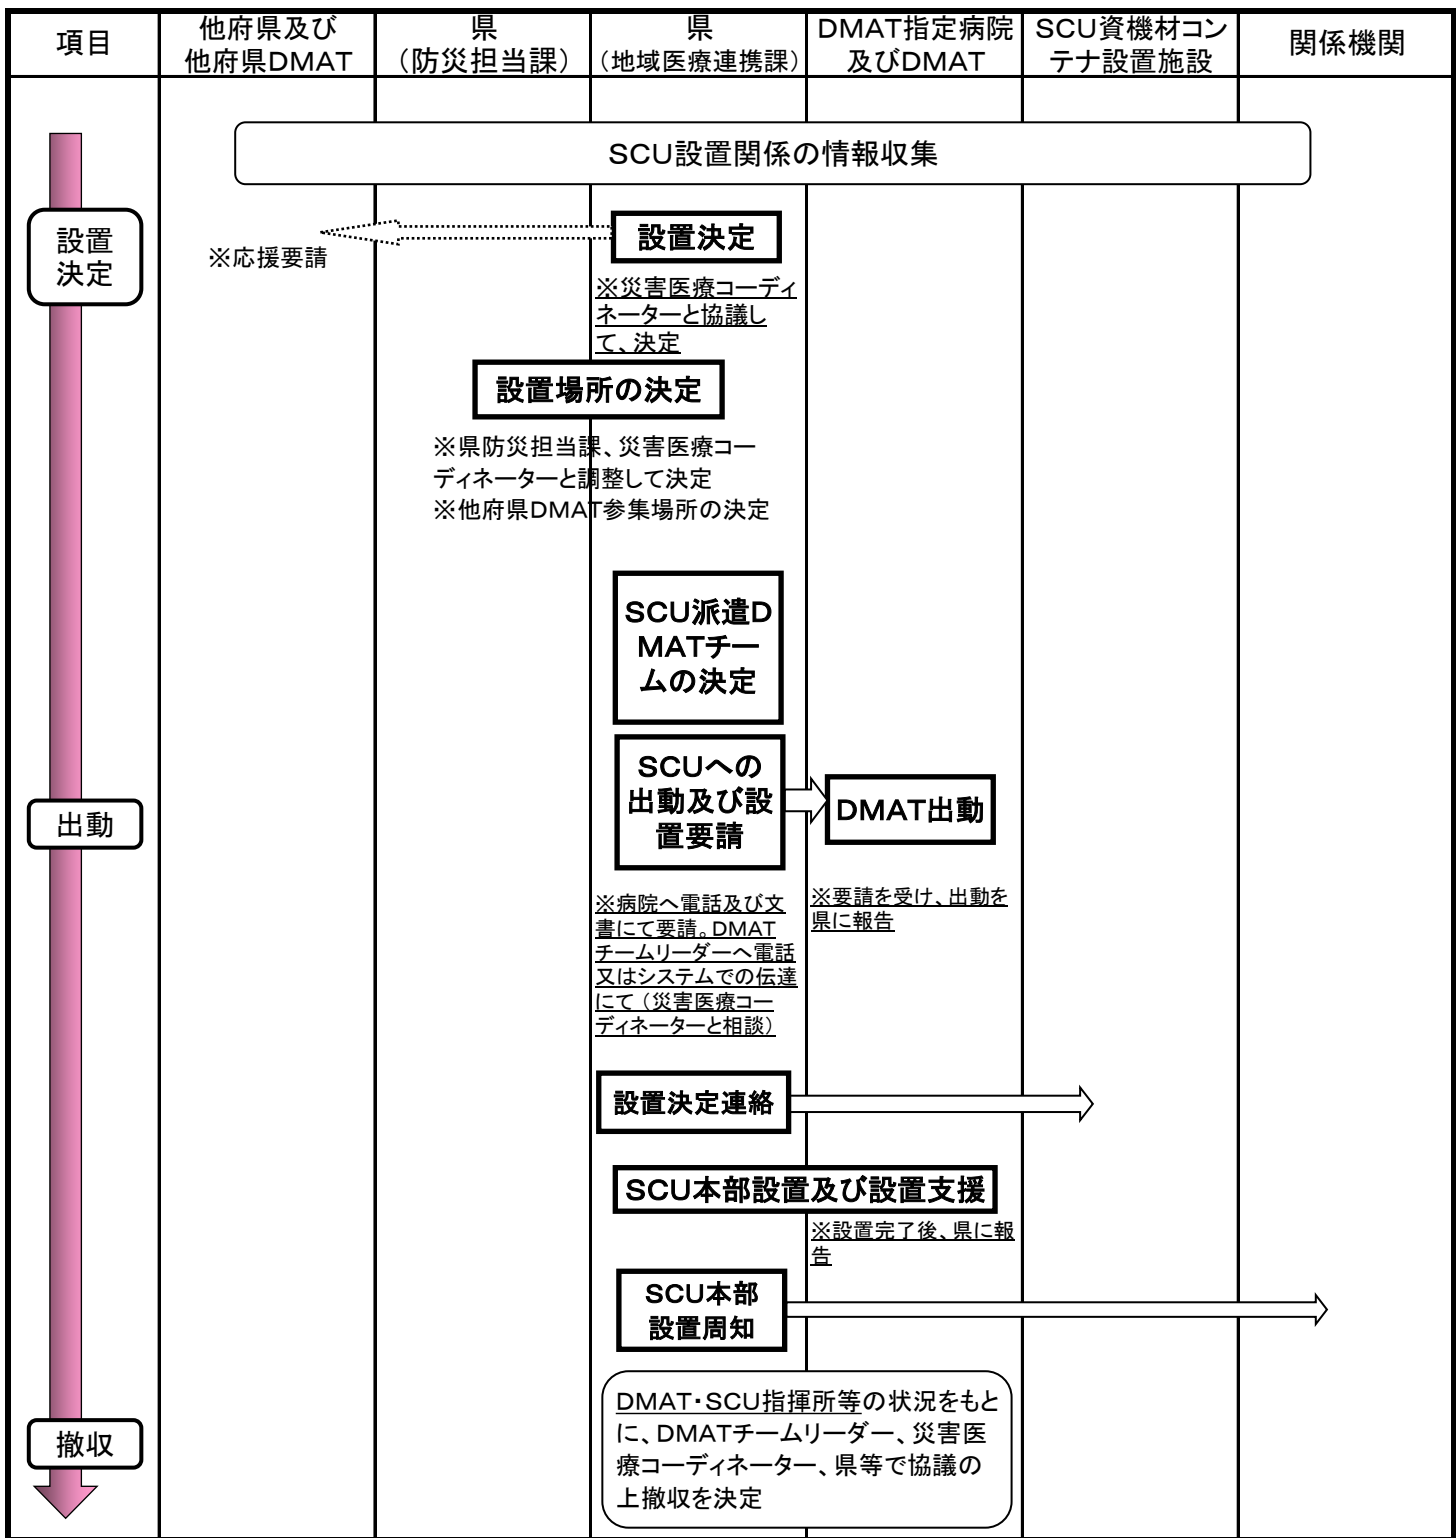 項目
他府県及び
他府県DMAT
県
（防災担当課）
県
（地域医療連携課）
DMAT指定病院
及びDMAT
SCU資機材コン
テナ設置施設
関係機関
SCU設置関係の情報収集
設置
決定
※応援要請
設置決定
※災害医療コーディ
ネーターと協議し
て、決定
設置場所の決定
※県防災担当課、災害医療コー
ディネーターと調整して決定
※他府県DMAT参集場所の決定
SCU派遣D
MATチー
ムの決定
出動
SCUへの
出動及び設
置要請
DMAT出動
※病院へ電話及び文
書にて要請。DMAT
チームリーダーへ電話
又はシステムでの伝達
にて（災害医療コー
ディネーターと相談）
※要請を受け、出動を
県に報告
設置決定連絡
SCU本部設置及び設置支援
※設置完了後、県に報
告
SCU本部
設置周知
撤収
DMAT・SCU指揮所等の状況をもと
に、DMATチームリーダー、災害医
療コーディネーター、県等で協議の
上撤収を決定